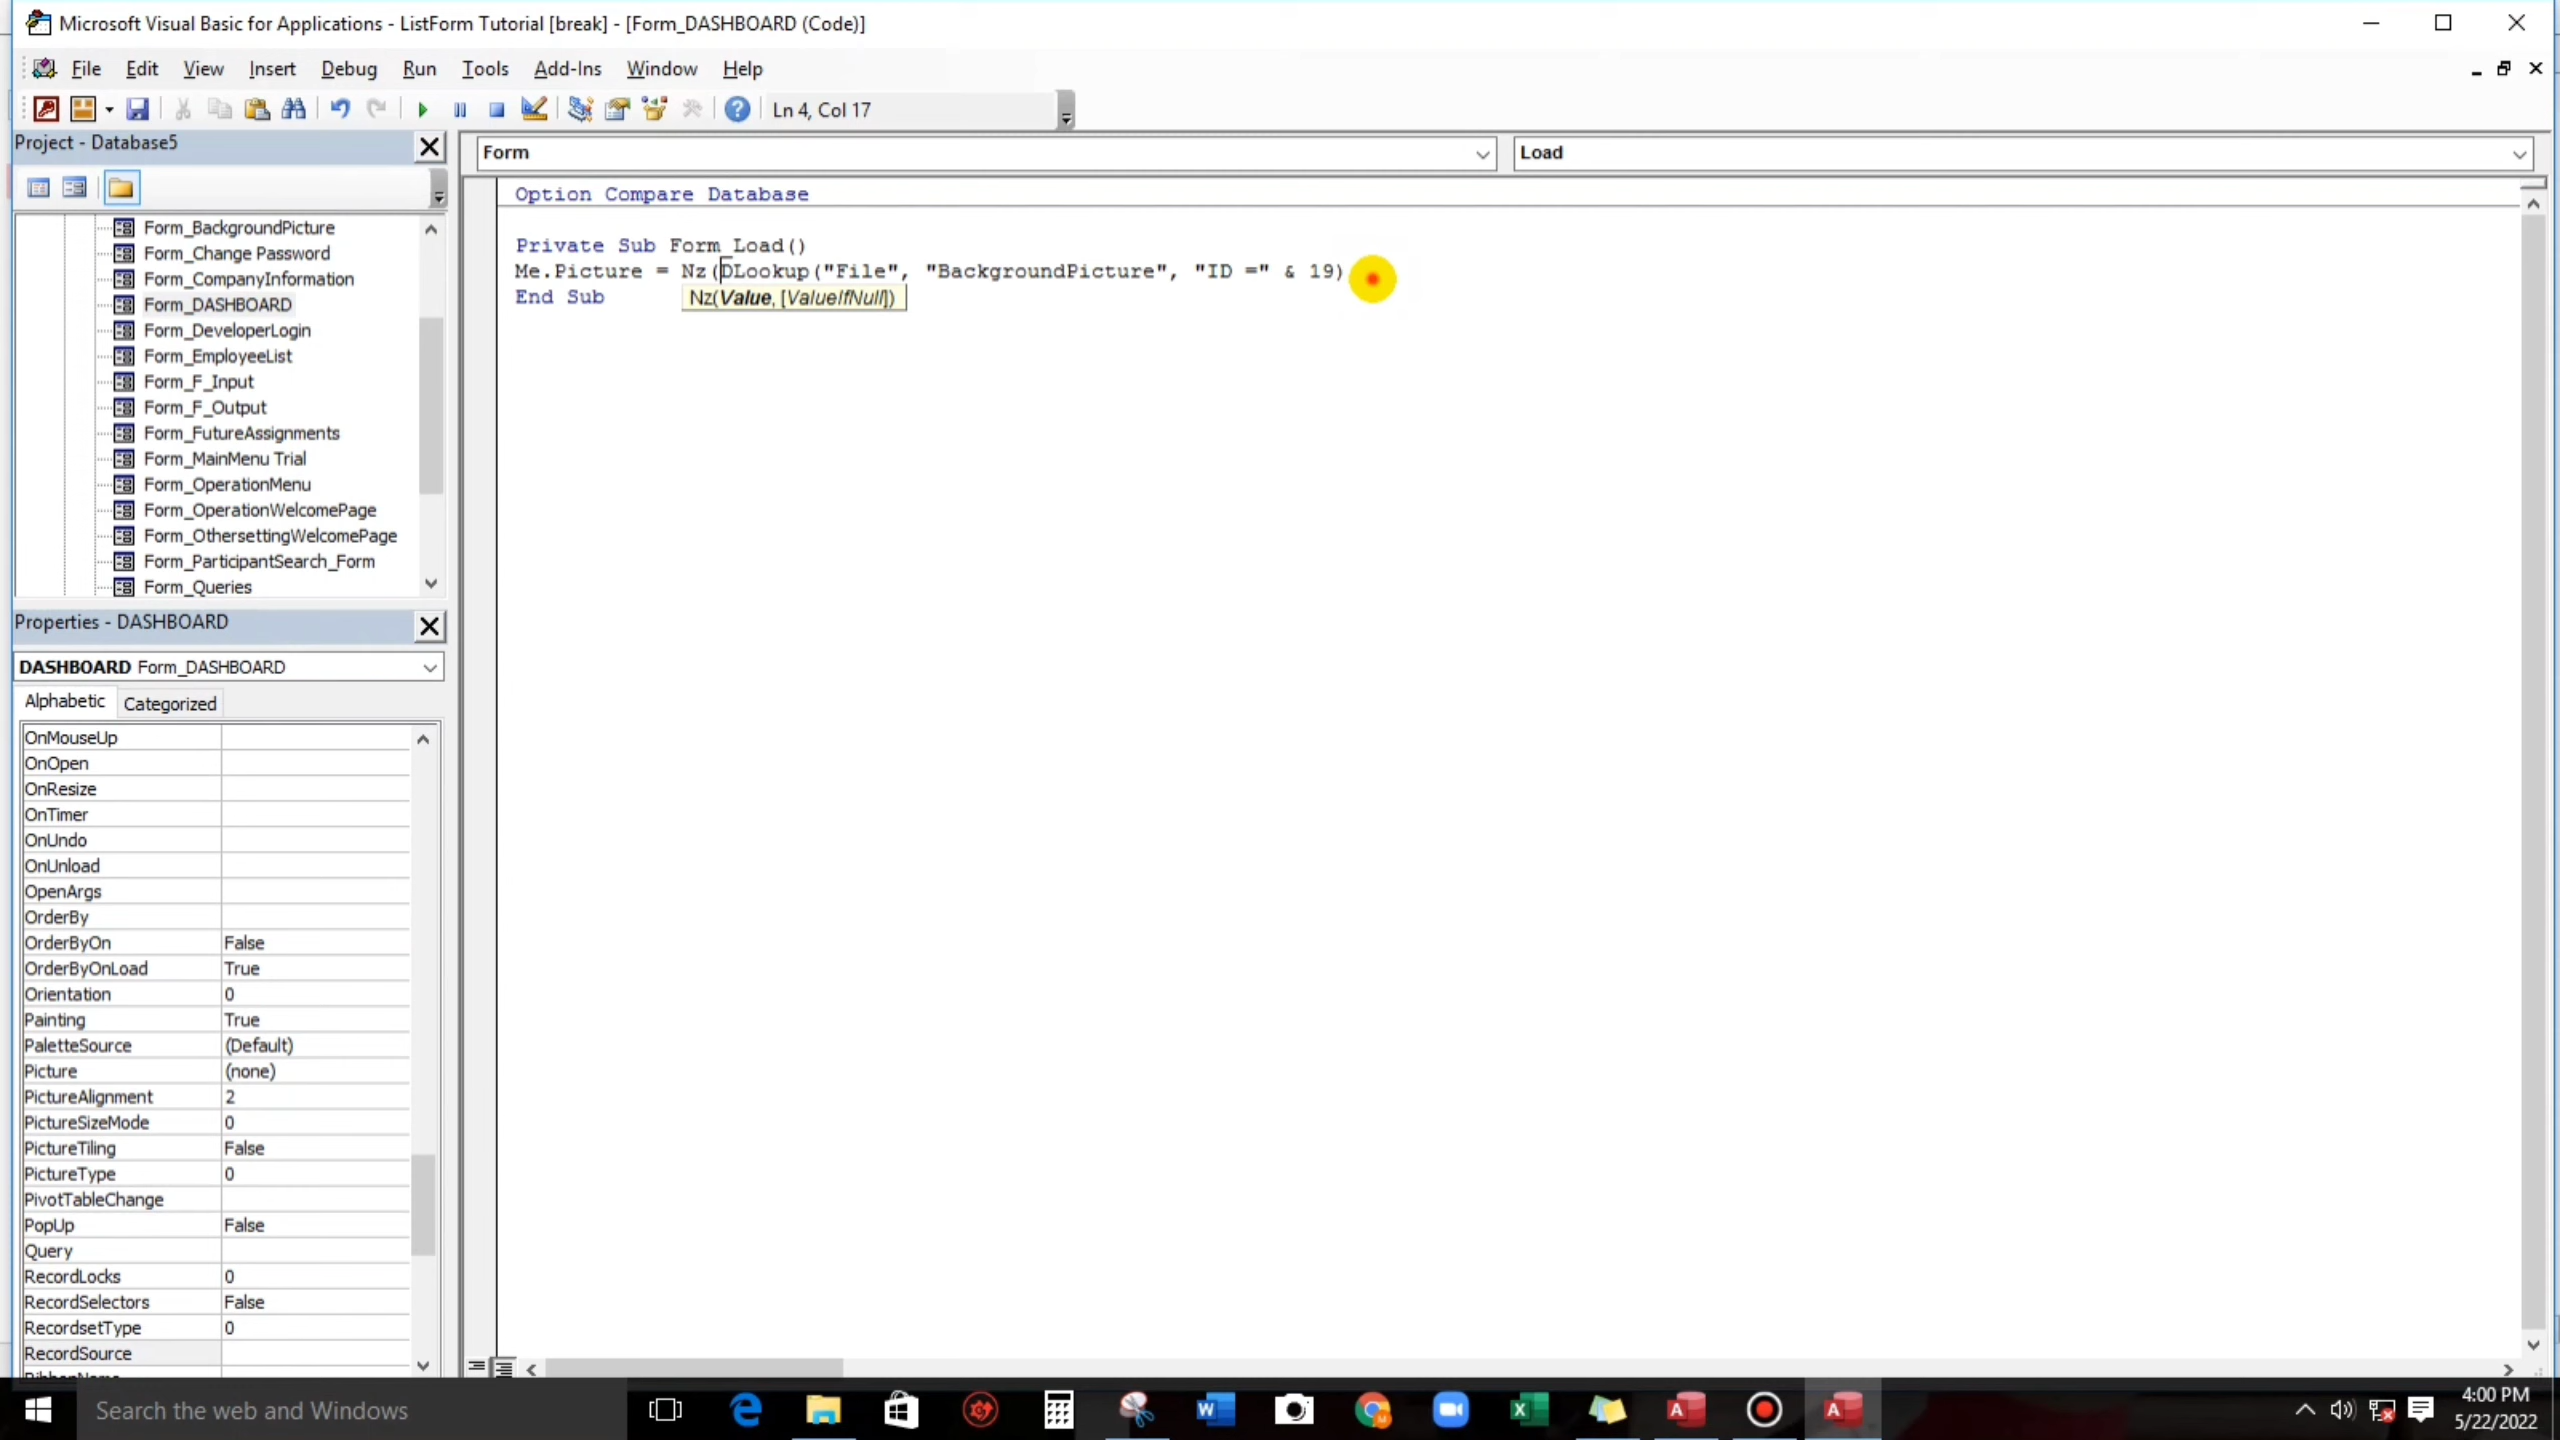 Microsoft Visual Basic for Applications - ListForm Tutorial [break] - [Form_DASHBOARD (Code)]
File Edit View Insert Debug Run Tools Add-Ins Window Help
Ln 4, Col 17
Project - Database5
Form_BackgroundPicture
Form_Change Password
Form_CompanyInformation
Form_DASHBOARD
Form_DeveloperLogin
Form_EmployeeList
Form_F_Input
Form_F_Output
Form_FutureAssignments
Form_MainMenu Trial
Form_OperationMenu
Form_OperationWelcomePage
Form_OthersettingWelcomePage
Form_ParticipantSearch_Form
Form_Queries
Properties - DASHBOARD
DASHBOARD Form_DASHBOARD
Alphabetic Categorized
OnMouseUp
OnOpen
OnResize
OnTimer
OnUndo
OnUnload
OpenArgs
OrderBy
OrderByOn False
OrderByOnLoad True
Orientation 0
Painting True
PaletteSource (Default)
Picture (none)
PictureAlignment 2
PictureSizeMode 0
PictureTiling False
PictureType 0
PivotTableChange
PopUp False
Query
RecordLocks 0
RecordSelectors False
RecordsetType 0
RecordSource
Form Load
Option Compare Database
Private Sub Form_Load()
Me.Picture = Nz(DLookup("File", "BackgroundPicture", "ID =" & 19)
End Sub
Nz(Value, [ValueIfNull])
Search the web and Windows
4:00 PM
5/22/2022